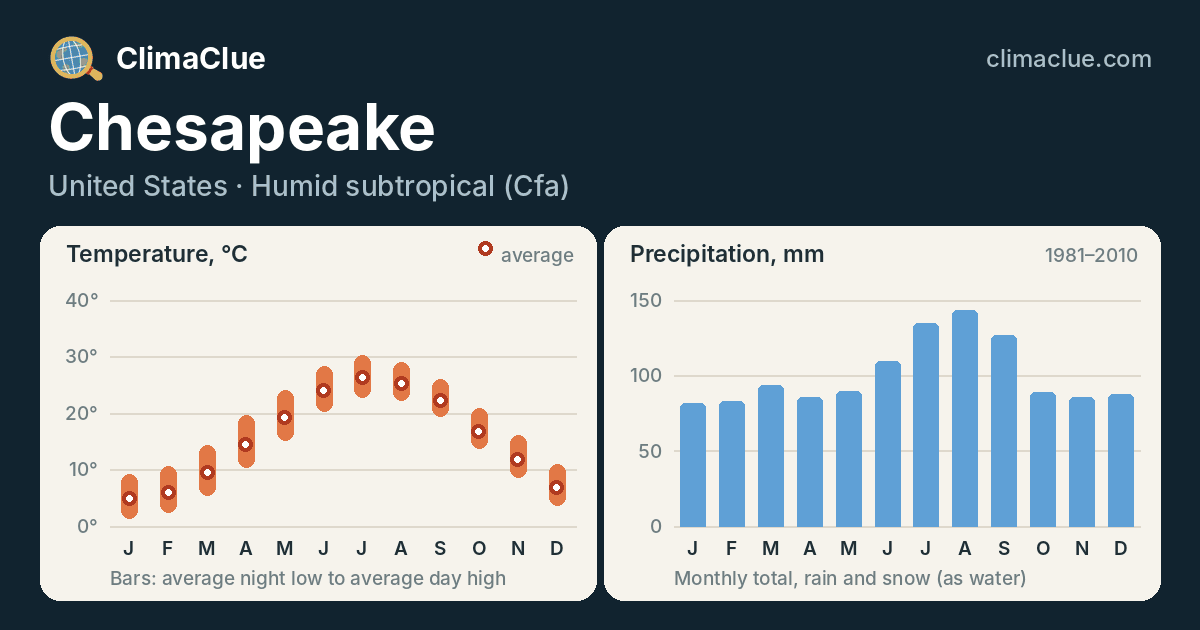 ClimaClue
climaclue.com
Chesapeake
United States · Humid subtropical (Cfa)
Temperature, °C
average
40°
30°
20°
10°
0°
J F M A M J J A S O N D
Bars: average night low to average day high
Precipitation, mm
1981–2010
150
100
50
0
J F M A M J J A S O N D
Monthly total, rain and snow (as water)